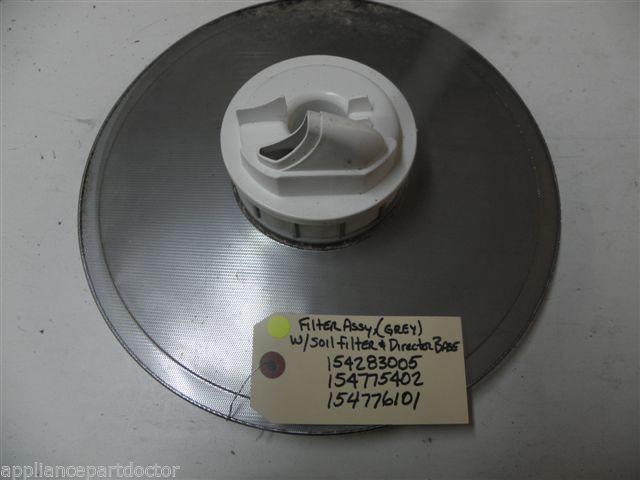 Filter Assy. (GREY)
W/Soil Filter & Director Base
154283005
154775402
154776101
appliancepartdoctor